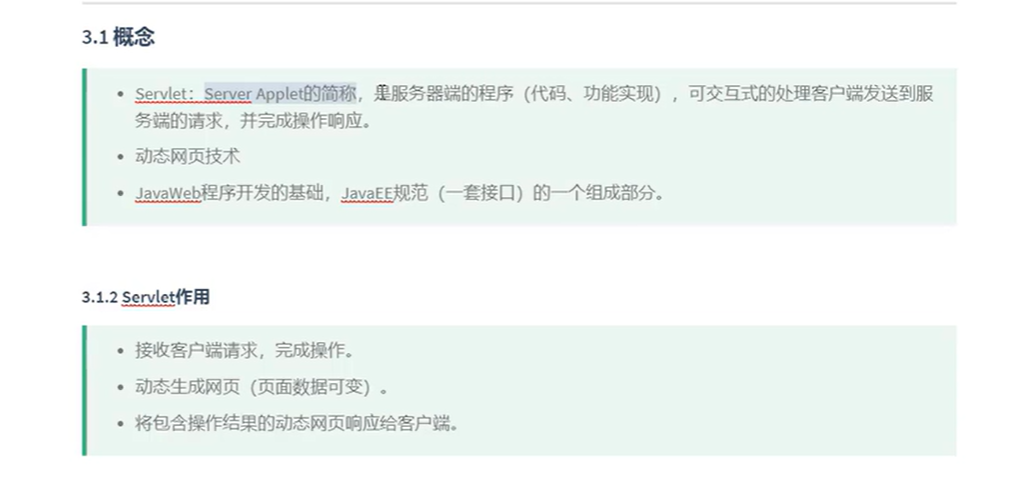 3.1 概念
Servlet：Server Applet的简称，是服务器端的程序（代码、功能实现），可交互式的处理客户端发送到服
务端的请求，并完成操作响应。
动态网页技术
JavaWeb程序开发的基础，JavaEE规范（一套接口）的一个组成部分。
3.1.2 Servlet作用
接收客户端请求，完成操作。
动态生成网页（页面数据可变）。
将包含操作结果的动态网页响应给客户端。